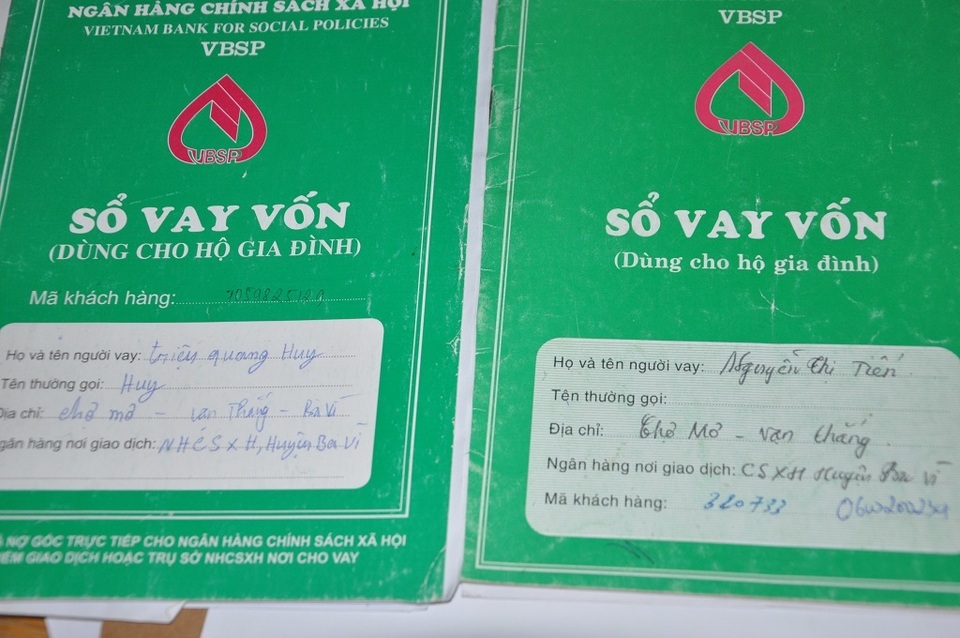 NGÂN HÀNG CHÍNH SÁCH XÃ HỘI
VIETNAM BANK FOR SOCIAL POLICIES
VBSP
VBSP
SỔ VAY VỐN
(DÙNG CHO HỘ GIA ĐÌNH)
Mã khách hàng:
Họ và tên người vay: Triệu quang Huy
Tên thường gọi: Huy
Địa chỉ: chợ mơ - vạn Thắng - Ba Vì
Ngân hàng nơi giao dịch: NHCSXH, Huyện Ba Vì
NỢ GỐC TRỰC TIẾP CHO NGÂN HÀNG CHÍNH SÁCH XÃ HỘI
ĐIỂM GIAO DỊCH HOẶC TRỤ SỞ NHCSXH NƠI CHO VAY
VBSP
VBSP
SỔ VAY VỐN
(Dùng cho hộ gia đình)
Họ và tên người vay: Nguyễn Thi Tiến
Tên thường gọi:
Địa chỉ: Chợ Mơ - vạn thắng
Ngân hàng nơi giao dịch: CSXH Huyện Ba Vì
Mã khách hàng: 320733